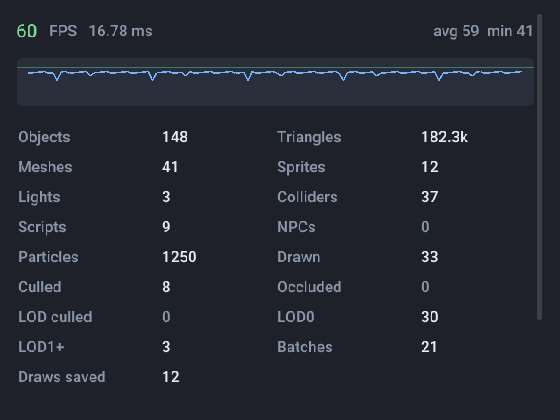 60 FPS 16.78 ms avg 59 min 41
Objects 148 Triangles 182.3k
Meshes 41 Sprites 12
Lights 3 Colliders 37
Scripts 9 NPCs 0
Particles 1250 Drawn 33
Culled 8 Occluded 0
LOD culled 0 LOD0 30
LOD1+ 3 Batches 21
Draws saved 12